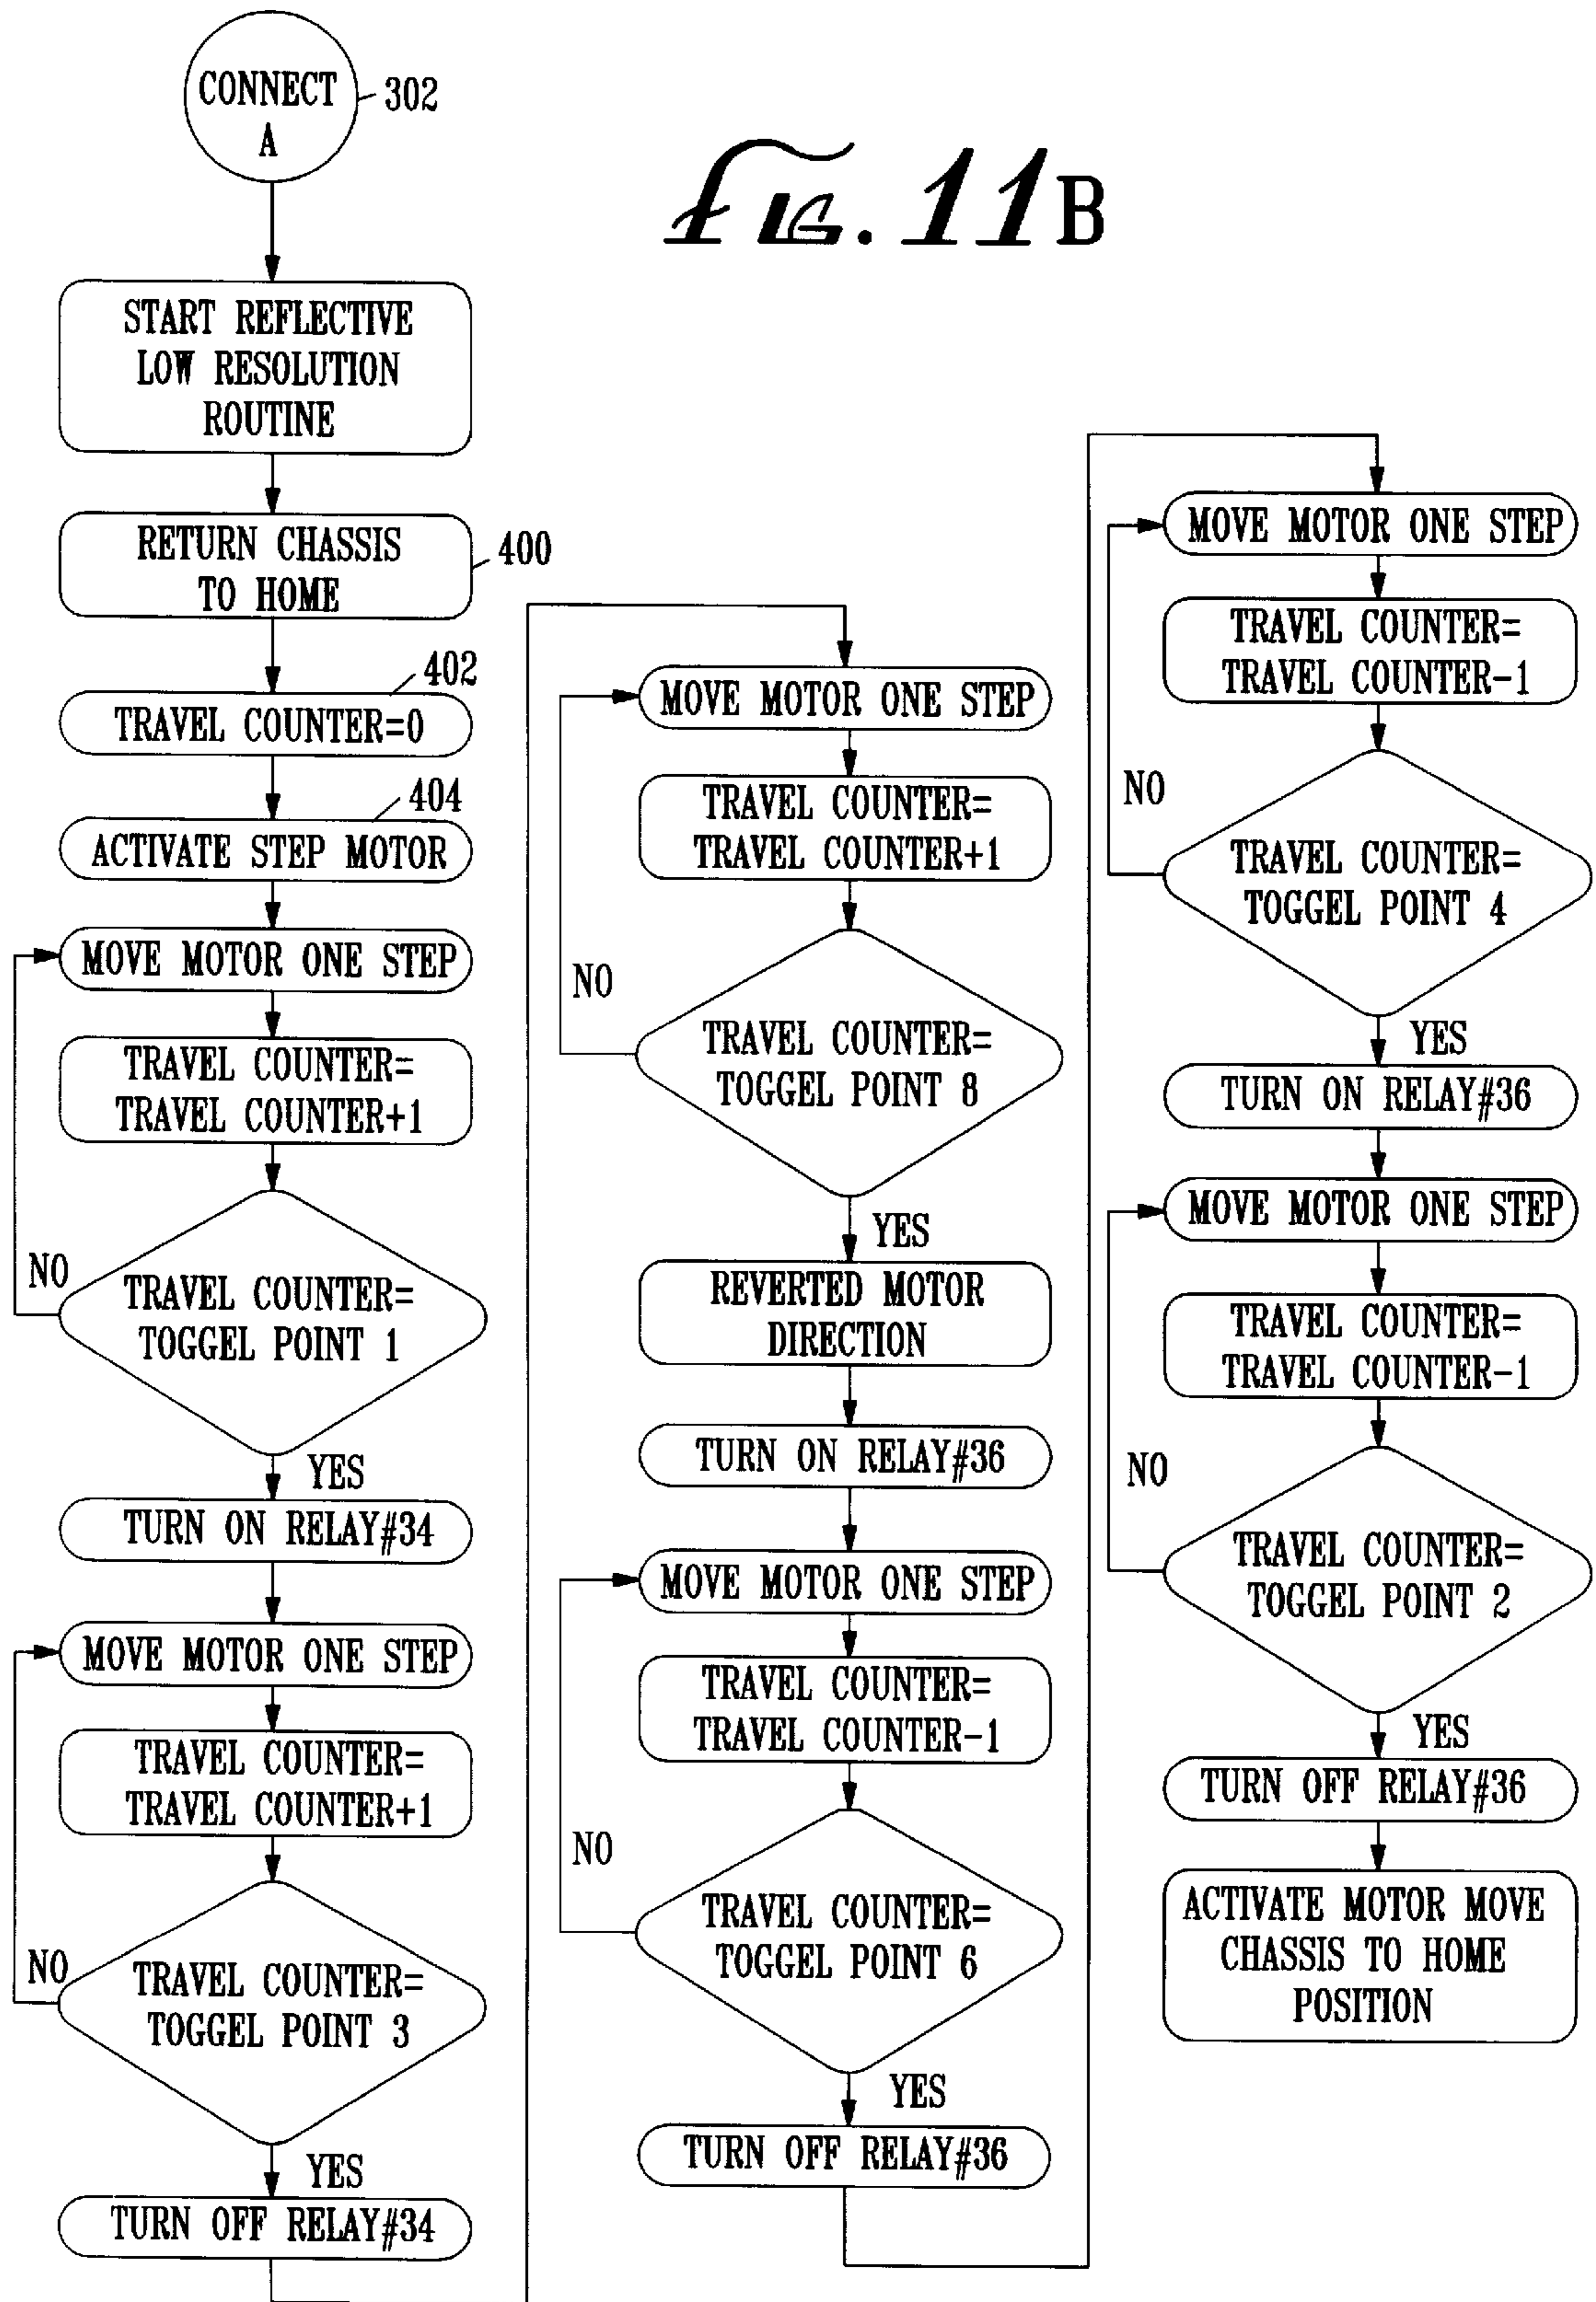 CONNECT
A
302
FIG. 11B
START REFLECTIVE
LOW RESOLUTION
ROUTINE
RETURN CHASSIS
TO HOME
400
402
TRAVEL COUNTER=0
404
ACTIVATE STEP MOTOR
MOVE MOTOR ONE STEP
TRAVEL COUNTER=
TRAVEL COUNTER+1
NO
TRAVEL COUNTER=
TOGGEL POINT 1
YES
TURN ON RELAY#34
MOVE MOTOR ONE STEP
TRAVEL COUNTER=
TRAVEL COUNTER+1
NO
TRAVEL COUNTER=
TOGGEL POINT 3
YES
TURN OFF RELAY#34
MOVE MOTOR ONE STEP
TRAVEL COUNTER=
TRAVEL COUNTER+1
NO
TRAVEL COUNTER=
TOGGEL POINT 8
YES
REVERTED MOTOR
DIRECTION
TURN ON RELAY#36
MOVE MOTOR ONE STEP
TRAVEL COUNTER=
TRAVEL COUNTER-1
NO
TRAVEL COUNTER=
TOGGEL POINT 6
YES
TURN OFF RELAY#36
MOVE MOTOR ONE STEP
TRAVEL COUNTER=
TRAVEL COUNTER-1
NO
TRAVEL COUNTER=
TOGGEL POINT 4
YES
TURN ON RELAY#36
MOVE MOTOR ONE STEP
TRAVEL COUNTER=
TRAVEL COUNTER-1
NO
TRAVEL COUNTER=
TOGGEL POINT 2
YES
TURN OFF RELAY#36
ACTIVATE MOTOR MOVE
CHASSIS TO HOME
POSITION